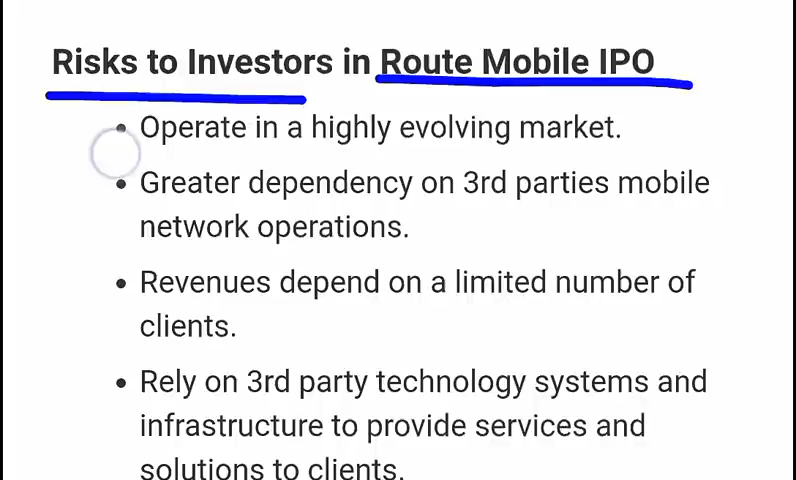 Risks to Investors in Route Mobile IPO
• Operate in a highly evolving market.
• Greater dependency on 3rd parties mobile
network operations.
• Revenues depend on a limited number of
clients.
• Rely on 3rd party technology systems and
infrastructure to provide services and
solutions to clients.